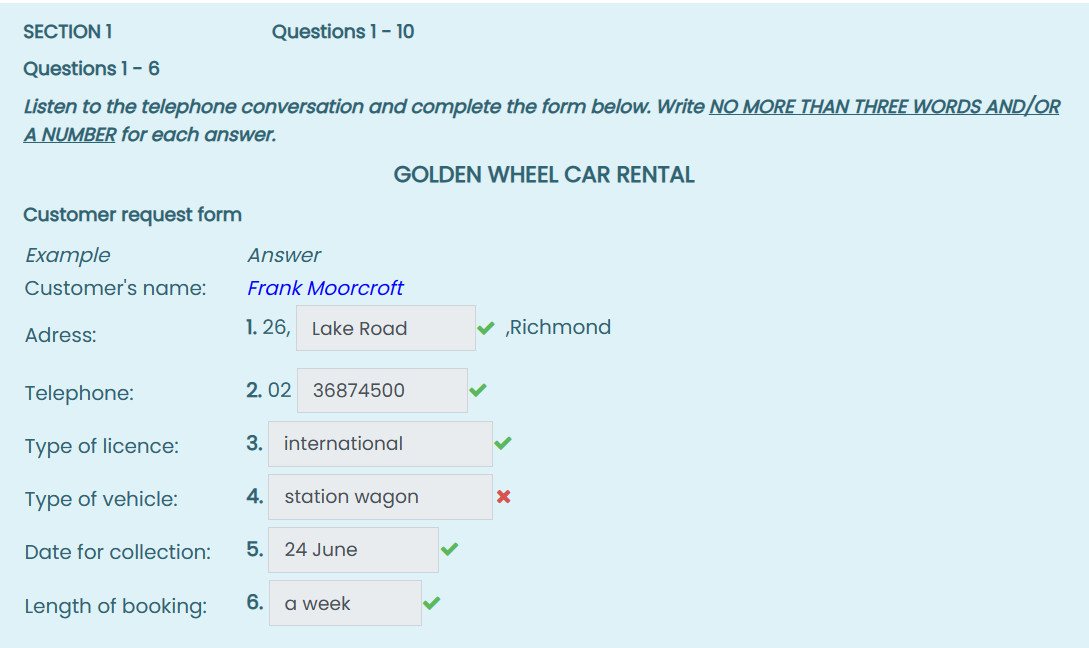 SECTION 1 Questions 1 - 10
Questions 1 - 6
Listen to the telephone conversation and complete the form below. Write NO MORE THAN THREE WORDS AND/OR
A NUMBER for each answer.
GOLDEN WHEEL CAR RENTAL
Customer request form
Example Answer
Customer's name: Frank Moorcroft
Adress: 1. 26, Lake Road ,Richmond
Telephone: 2. 02 36874500
Type of licence: 3. international
Type of vehicle: 4. station wagon
Date for collection: 5. 24 June
Length of booking: 6. a week